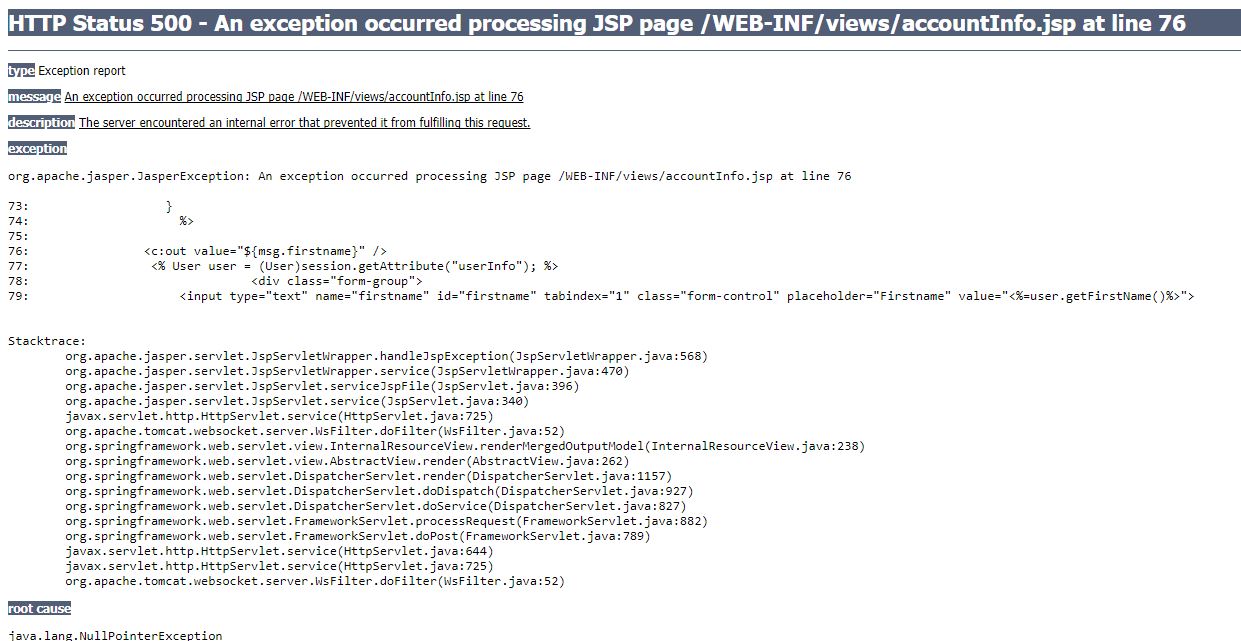 HTTP Status 500 - An exception occurred processing JSP page /WEB-INF/views/accountInfo.jsp at line 76
type Exception report
message An exception occurred processing JSP page /WEB-INF/views/accountInfo.jsp at line 76
description The server encountered an internal error that prevented it from fulfilling this request.
exception
org.apache.jasper.JasperException: An exception occurred processing JSP page /WEB-INF/views/accountInfo.jsp at line 76
73: }
74: %>
75:
76: <c:out value="${msg.firstname}" />
77: <% User user = (User)session.getAttribute("userInfo"); %>
78: <div class="form-group">
79: <input type="text" name="firstname" id="firstname" tabindex="1" class="form-control" placeholder="Firstname" value="<%=user.getFirstName()%>">
Stacktrace:
org.apache.jasper.servlet.JspServletWrapper.handleJspException(JspServletWrapper.java:568)
org.apache.jasper.servlet.JspServletWrapper.service(JspServletWrapper.java:470)
org.apache.jasper.servlet.JspServlet.serviceJspFile(JspServlet.java:396)
org.apache.jasper.servlet.JspServlet.service(JspServlet.java:340)
javax.servlet.http.HttpServlet.service(HttpServlet.java:725)
org.apache.tomcat.websocket.server.WsFilter.doFilter(WsFilter.java:52)
org.springframework.web.servlet.view.InternalResourceView.renderMergedOutputModel(InternalResourceView.java:238)
org.springframework.web.servlet.view.AbstractView.render(AbstractView.java:262)
org.springframework.web.servlet.DispatcherServlet.render(DispatcherServlet.java:1157)
org.springframework.web.servlet.DispatcherServlet.doDispatch(DispatcherServlet.java:927)
org.springframework.web.servlet.DispatcherServlet.doService(DispatcherServlet.java:827)
org.springframework.web.servlet.FrameworkServlet.processRequest(FrameworkServlet.java:882)
org.springframework.web.servlet.FrameworkServlet.doPost(FrameworkServlet.java:789)
javax.servlet.http.HttpServlet.service(HttpServlet.java:644)
javax.servlet.http.HttpServlet.service(HttpServlet.java:725)
org.apache.tomcat.websocket.server.WsFilter.doFilter(WsFilter.java:52)
root cause
java.lang.NullPointerException